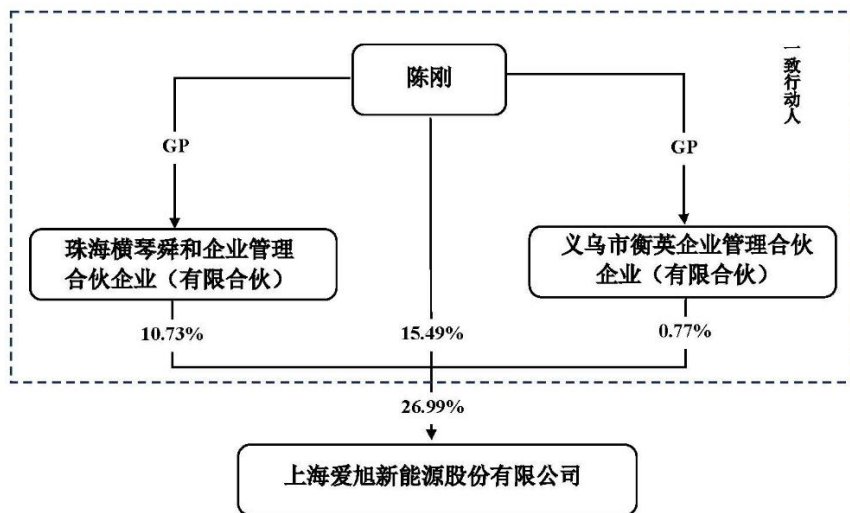 陈刚
一致行动人
GP
GP
珠海横琴舜和企业管理
合伙企业（有限合伙）
义乌市衡英企业管理合伙
企业（有限合伙）
10.73%
15.49%
0.77%
26.99%
上海爱旭新能源股份有限公司